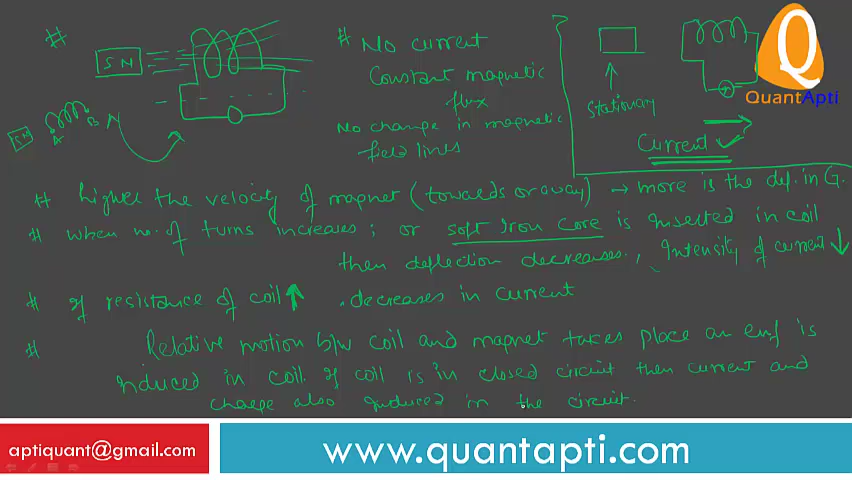 # No current
Constant magnetic
flux
No change in magnetic
field lines
S N
S N
A B
Stationary
Current
QuantApti
# higher the velocity of magnet (towards or away) → more is the def. in G.
# when no. of turns increases; or soft Iron Core is inserted in coil
then deflection decreases., Intensity of current ↓
# if resistance of coil ↑ . decreases in current
# Relative motion b/w coil and magnet takes place an emf is
induced in coil. If coil is in closed circuit then current and
charge also induced in the circuit.
aptiquant@gmail.com
www.quantapti.com